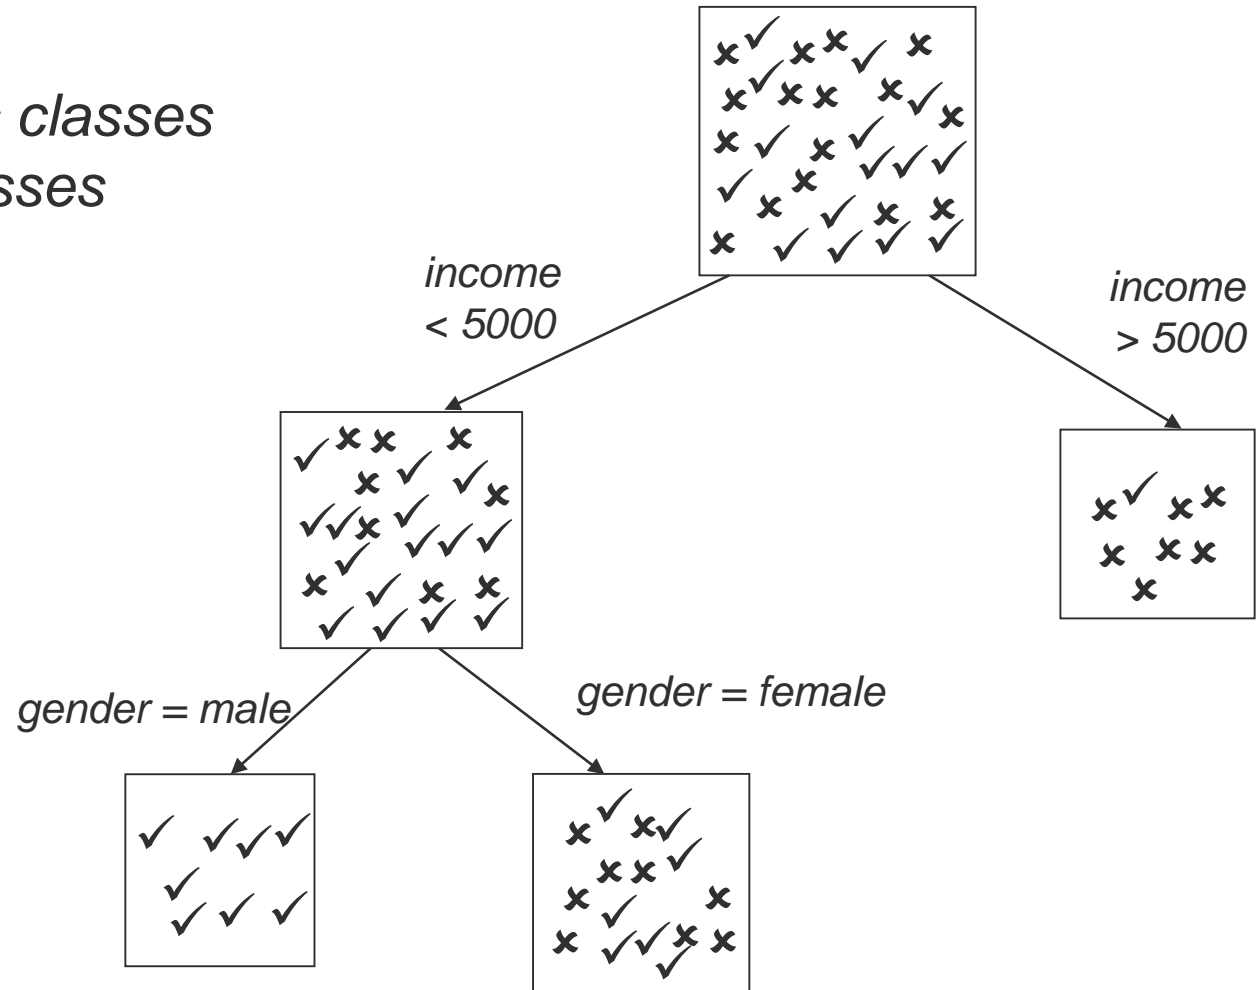 classes
sses
income
< 5000
income
> 5000
gender = male
gender = female